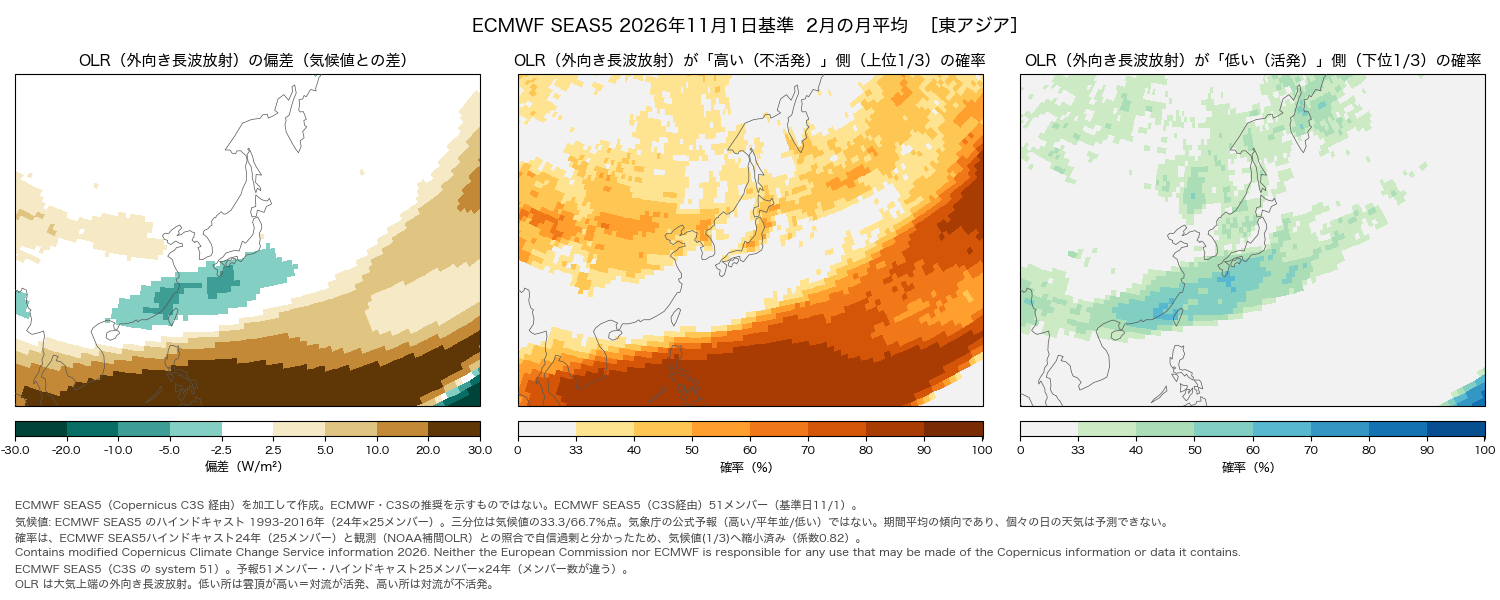 ECMWF SEAS5 2026年11月1日基準 2月の月平均 ［東アジア］
OLR（外向き長波放射）の偏差（気候値との差）
OLR（外向き長波放射）が「高い（不活発）」側（上位1/3）の確率
OLR（外向き長波放射）が「低い（活発）」側（下位1/3）の確率
-30.0 -20.0 -10.0 -5.0 -2.5 2.5 5.0 10.0 20.0 30.0
偏差（W/m²）
0 33 40 50 60 70 80 90 100
確率（%）
0 33 40 50 60 70 80 90 100
確率（%）
ECMWF SEAS5（Copernicus C3S 経由）を加工して作成。ECMWF・C3Sの推奨を示すものではない。ECMWF SEAS5（C3S経由）51メンバー（基準日11/1）。
気候値: ECMWF SEAS5 のハインドキャスト 1993-2016年（24年×25メンバー）。三分位は気候値の33.3/66.7%点。気象庁の公式予報（高い/平年並/低い）ではない。期間平均の傾向であり、個々の日の天気は予測できない。
確率は、ECMWF SEAS5ハインドキャスト24年（25メンバー）と観測（NOAA補間OLR）との照合で自信過剰と分かったため、気候値(1/3)へ縮小済み（係数0.82）。
Contains modified Copernicus Climate Change Service information 2026. Neither the European Commission nor ECMWF is responsible for any use that may be made of the Copernicus information or data it contains.
ECMWF SEAS5（C3S の system 51）。予報51メンバー・ハインドキャスト25メンバー×24年（メンバー数が違う）。
OLR は大気上端の外向き長波放射。低い所は雲頂が高い＝対流が活発、高い所は対流が不活発。